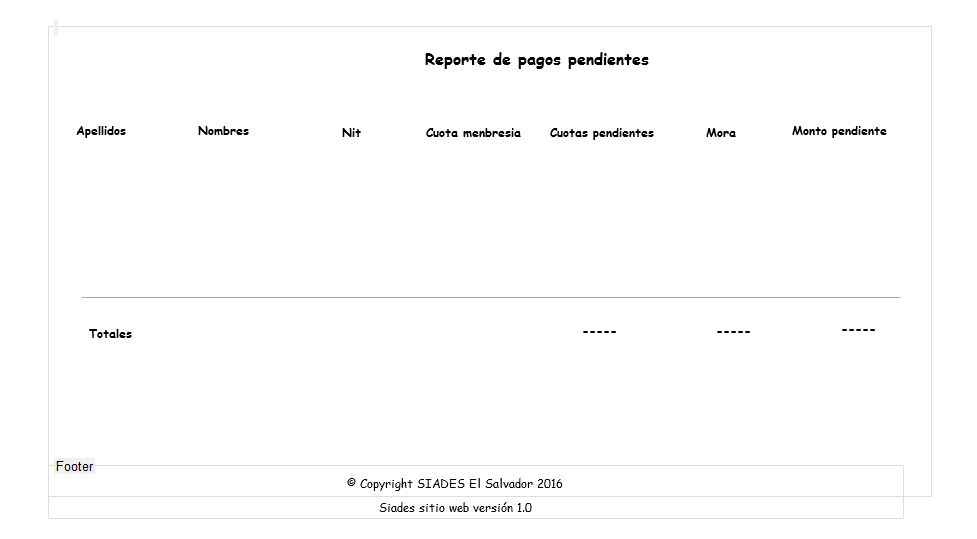 Reporte de pagos pendientes
Apellidos Nombres Nit Cuota menbresia Cuotas pendientes Mora Monto pendiente
Totales ----- ----- -----
Footer
© Copyright SIADES El Salvador 2016
Siades sitio web versión 1.0